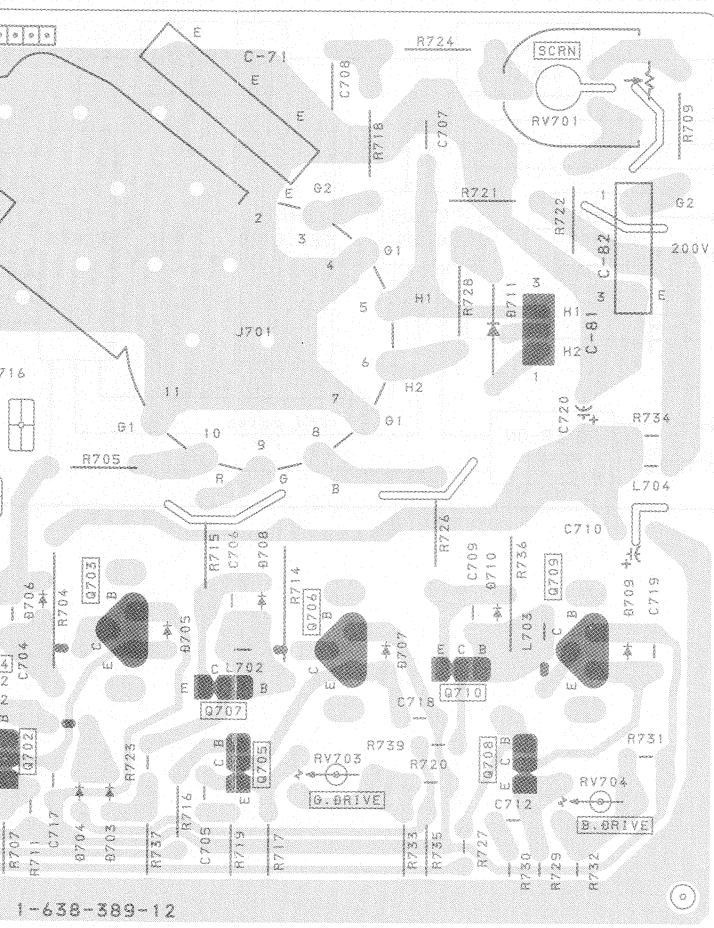 E
C-71
R724
SCRN
E
C708
RV701
E
R718
C707
R709
E
G2
R721
1
G2
2
R722
3
C-82
200V
G1
4
3
E
R728
D711
3
5
H1
H1
J701
C-81
6
H2
H2
1
716
11
7
C720
+
G1
G1
R734
10
9
8
R705
R
G
B
L704
R726
C710
R715
C706
D708
R714
C709
D710
R736
Q709
+
D706
R704
Q703
B
Q706
B
B
D709
C719
D705
L703
C
C
C
D707
C704
E
L702
E
C
B
E
4
C
2
E
B
E
Q710
2
Q707
C718
B
Q702
B
C
Q705
R739
Q708
B
C
R731
R723
RV703
R720
RV704
E
E
R716
G.DRIVE
C712
B.DRIVE
R707
R711
C717
D704
D703
R737
C705
R719
R717
R733
R735
R727
R730
R729
R732
1-638-389-12